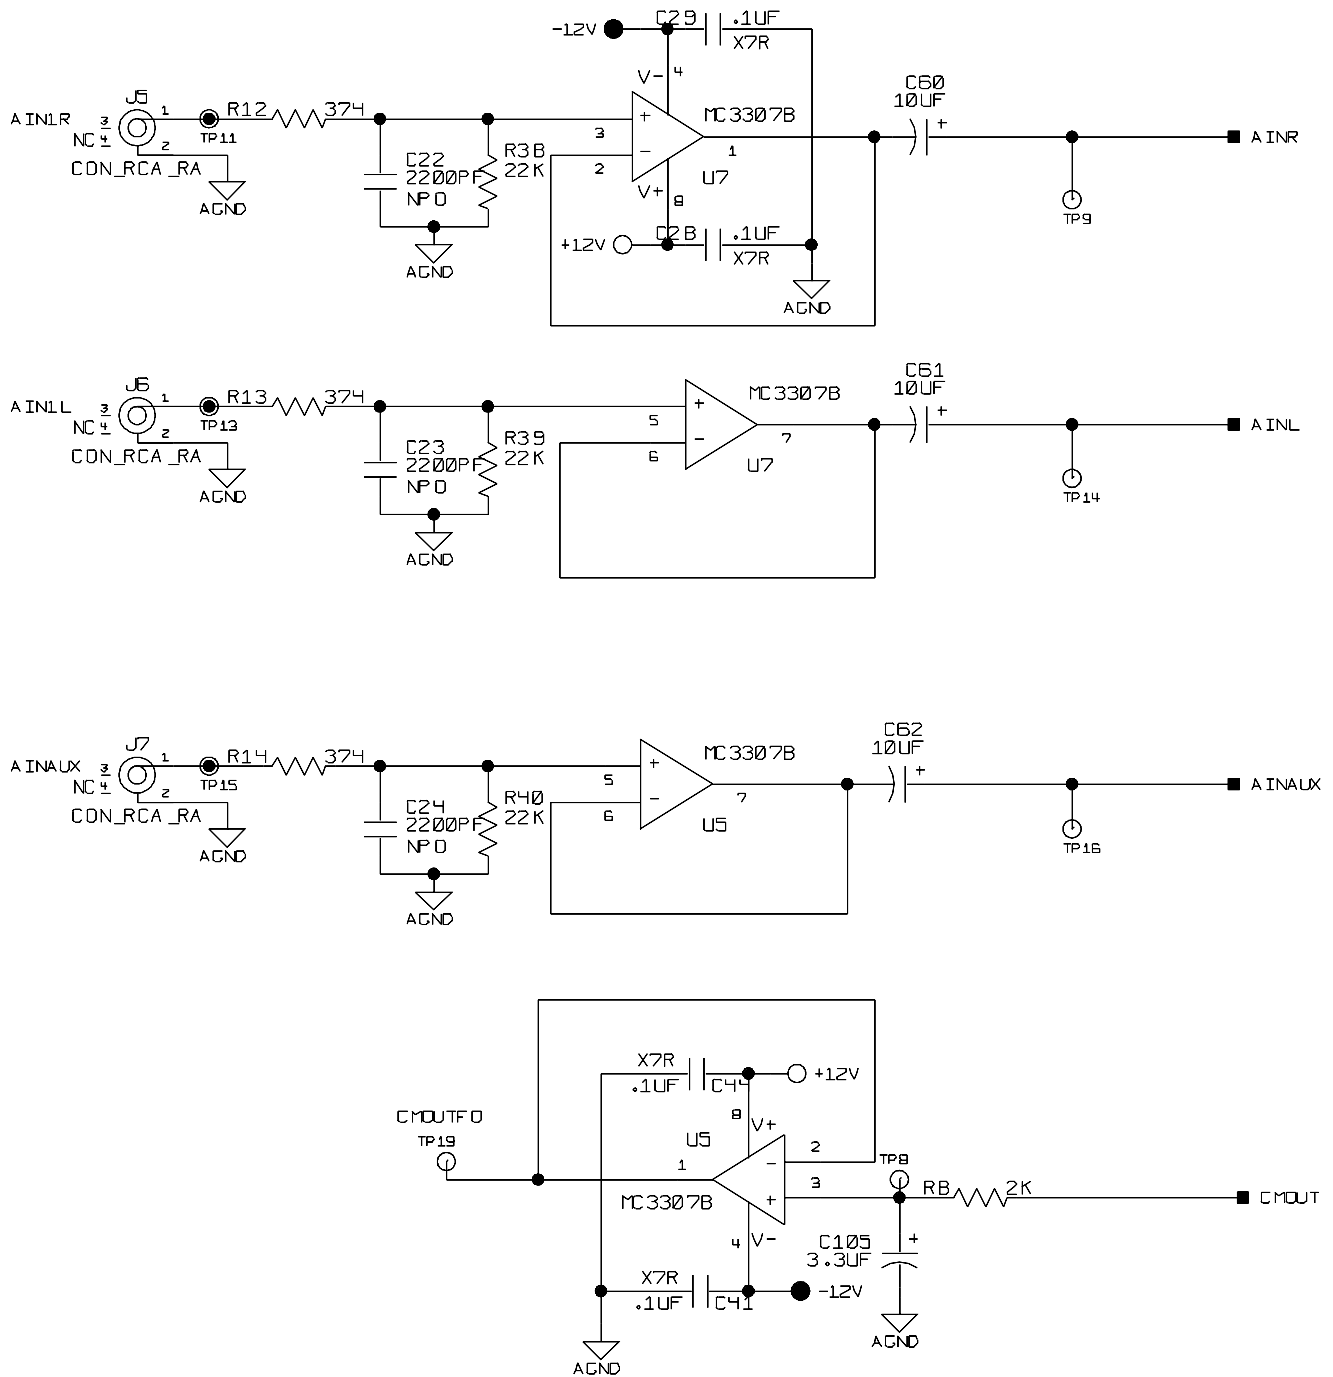 C29 .1UF
-12V X7R
V- 4
J5
AIN1R 3 1 R12 374
NC 4 TP11
2
CON_RCA_RA
AGND
C22
2200PF
NPO
R38
22K
AGND
3 + MC33078
2 - 1
U7
V+ 8
C28 .1UF
+12V X7R
AGND
C60
10UF
+
AINR
TP9
J6
AIN1L 3 1 R13 374
NC 4 TP13
2
CON_RCA_RA
AGND
C23
2200PF
NPO
R39
22K
AGND
5 + MC33078
6 - 7
U7
C61
10UF
+
AINL
TP14
J7
AINAUX 3 1 R14 374
NC 4 TP15
2
CON_RCA_RA
AGND
C24
2200PF
NPO
R40
22K
AGND
5 + MC33078
6 - 7
U5
C62
10UF
+
AINAUX
TP16
X7R
.1UF C44 +12V
CMOUTFO
TP19
8 V+
U5
1 - 2
MC33078 + 3
4 V-
TP8
R8 2K
CMOUT
C105 +
3.3UF
AGND
X7R
.1UF C41 -12V
AGND